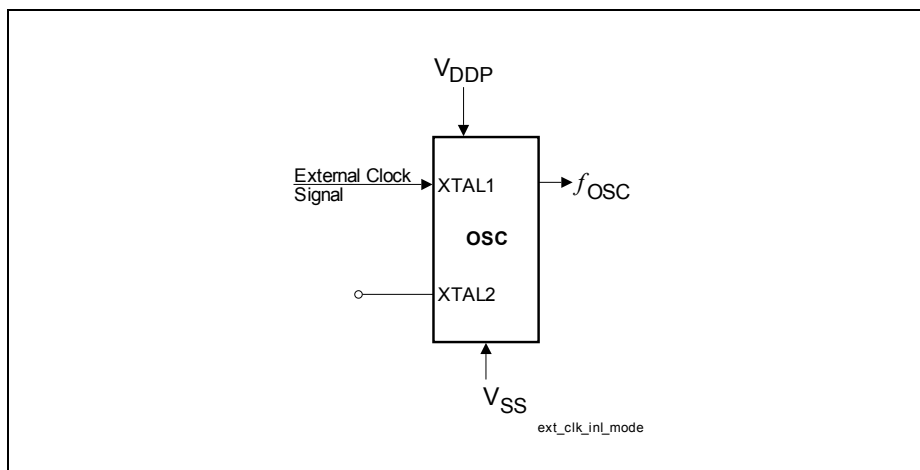 VDDP
External Clock
Signal
XTAL1
fOSC
OSC
XTAL2
VSS
ext_clk_inl_mode